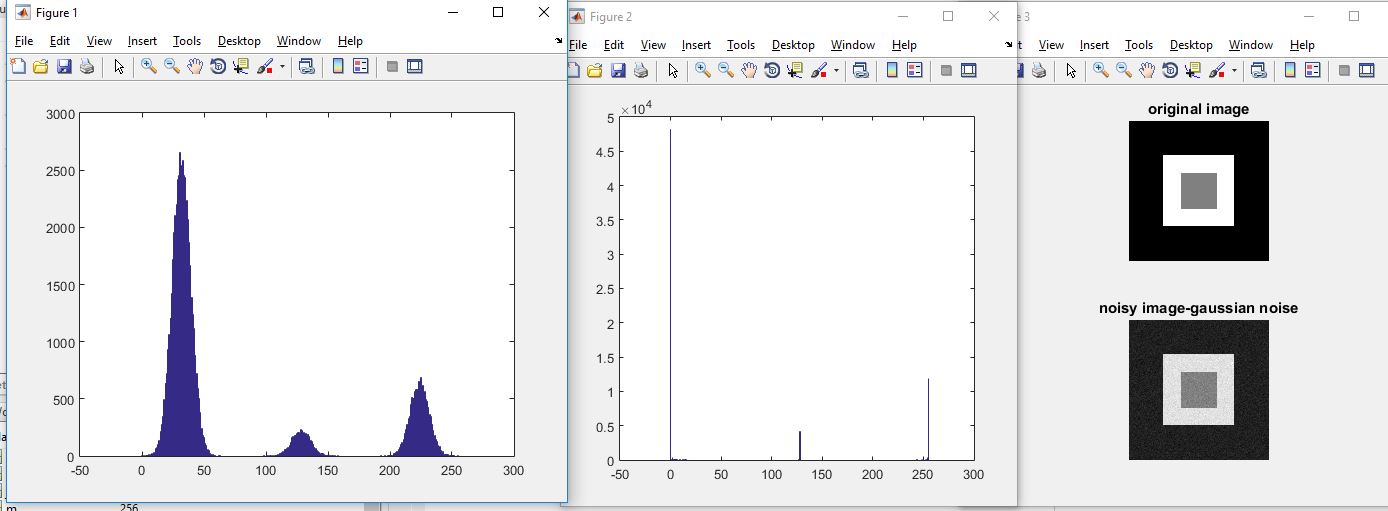 Figure 1
File Edit View Insert Tools Desktop Window Help
3000
2500
2000
1500
1000
500
0
-50 0 50 100 150 200 250 300
m 256
Figure 2
File Edit View Insert Tools Desktop Window Help
×10^4
5
4.5
4
3.5
3
2.5
2
1.5
1
0.5
0
-50 0 50 100 150 200 250 300
3
View Insert Tools Desktop Window Help
original image
noisy image-gaussian noise